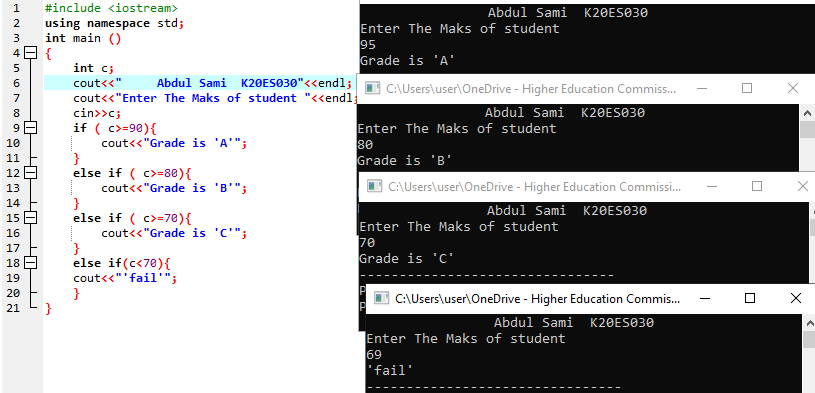 1 #include <iostream>
2 using namespace std;
3 int main ()
4 {
5 int c;
6 cout<<"     Abdul Sami  K20ES030"<<endl;
7 cout<<"Enter The Maks of student "<<endl;
8 cin>>c;
9 if ( c>=90){
10 cout<<"Grade is 'A'";
11 }
12 else if ( c>=80){
13 cout<<"Grade is 'B'";
14 }
15 else if ( c>=70){
16 cout<<"Grade is 'C'";
17 }
18 else if(c<70){
19 cout<<"'fail'";
20 }
21 }
Abdul Sami  K20ES030
Enter The Maks of student
95
Grade is 'A'
C:\Users\user\OneDrive - Higher Education Commiss...
Abdul Sami  K20ES030
Enter The Maks of student
80
Grade is 'B'
C:\Users\user\OneDrive - Higher Education Commissi...
Abdul Sami  K20ES030
Enter The Maks of student
70
Grade is 'C'
--------------------------------
C:\Users\user\OneDrive - Higher Education Commis...
Abdul Sami  K20ES030
Enter The Maks of student
69
'fail'
--------------------------------